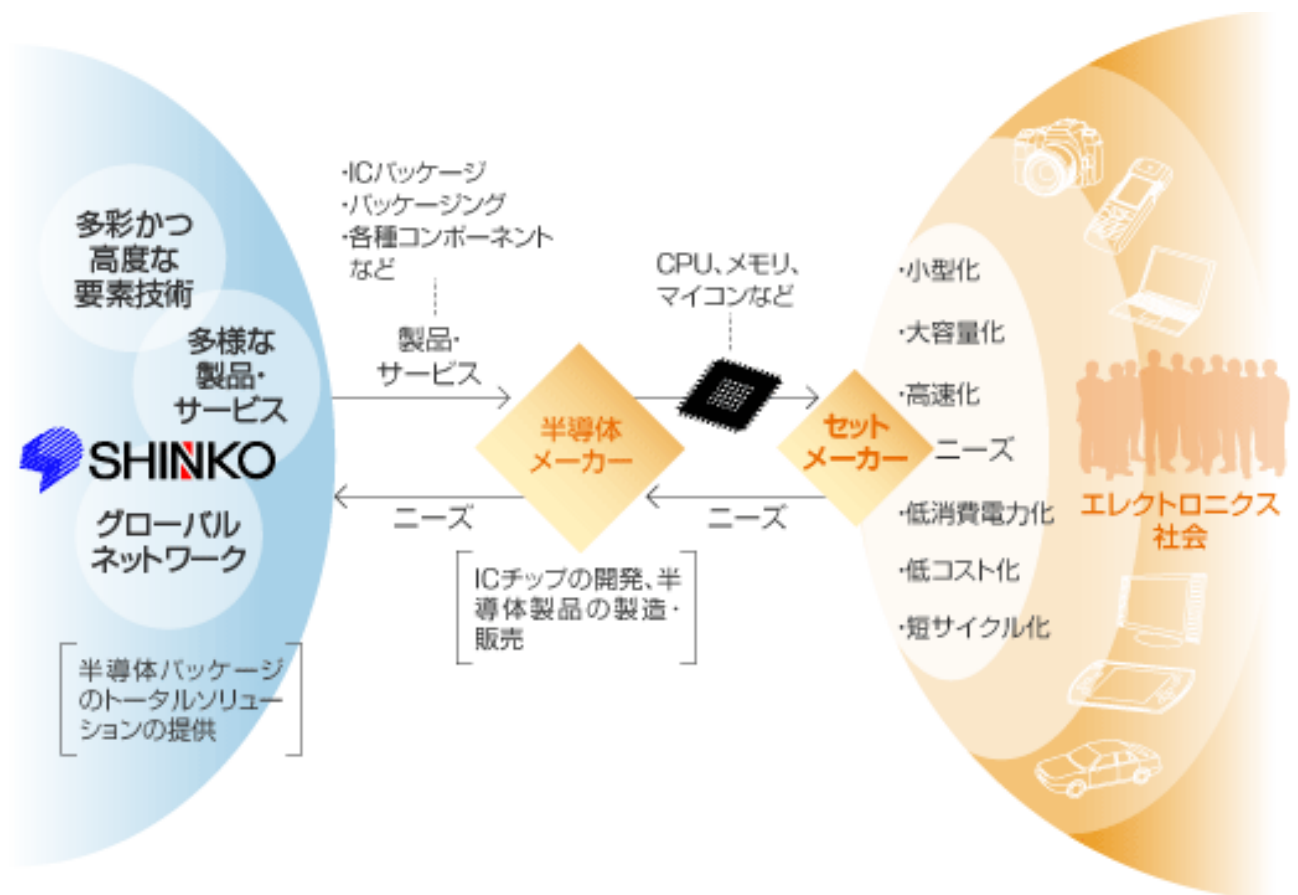 多彩かつ
高度な
要素技術
多様な
製品・
サービス
SHINKO
グローバル
ネットワーク
半導体パッケージ
のトータルソリュー
ションの提供
・ICパッケージ
・パッケージング
・各種コンポーネント
など
製品・
サービス
ニーズ
半導体
メーカー
ICチップの開発、半
導体製品の製造・
販売
CPU、メモリ、
マイコンなど
ニーズ
セット
メーカー
・小型化
・大容量化
・高速化
ニーズ
・低消費電力化
・低コスト化
・短サイクル化
エレクトロニクス
社会